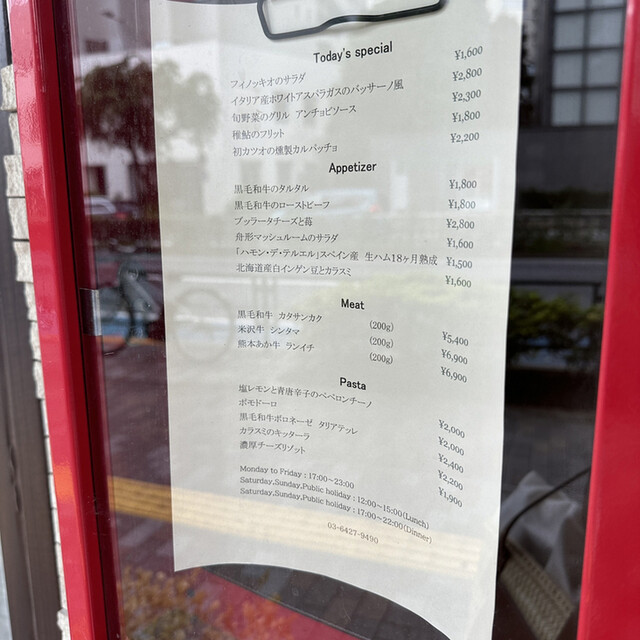 Today's special
フィノッキオのサラダ ¥1,600
イタリア産ホワイトアスパラガスのバッサーノ風 ¥2,800
旬野菜のグリル アンチョビソース ¥2,300
稚鮎のフリット ¥1,800
初カツオの燻製カルパッチョ ¥2,200
Appetizer
黒毛和牛のタルタル ¥1,800
黒毛和牛のローストビーフ ¥1,800
ブッラータチーズと苺 ¥2,800
舟形マッシュルームのサラダ ¥1,600
「ハモン・デ・テルエル」スペイン産 生ハム18ヶ月熟成 ¥1,500
北海道産白インゲン豆とカラスミ ¥1,600
Meat
黒毛和牛 カタサンカク (200g) ¥5,400
米沢牛 シンタマ (200g) ¥6,900
熊本あか牛 ランイチ (200g) ¥6,900
Pasta
塩レモンと青唐辛子のペペロンチーノ ¥2,000
ポモドーロ ¥2,000
黒毛和牛ボロネーゼ タリアテッレ ¥2,400
カラスミのキッターラ ¥2,200
濃厚チーズリゾット ¥1,900
Monday to Friday : 17:00～23:00
Saturday,Sunday,Public holiday : 12:00～15:00(Lunch)
Saturday,Sunday,Public holiday : 17:00～22:00(Dinner)
03-6427-9490